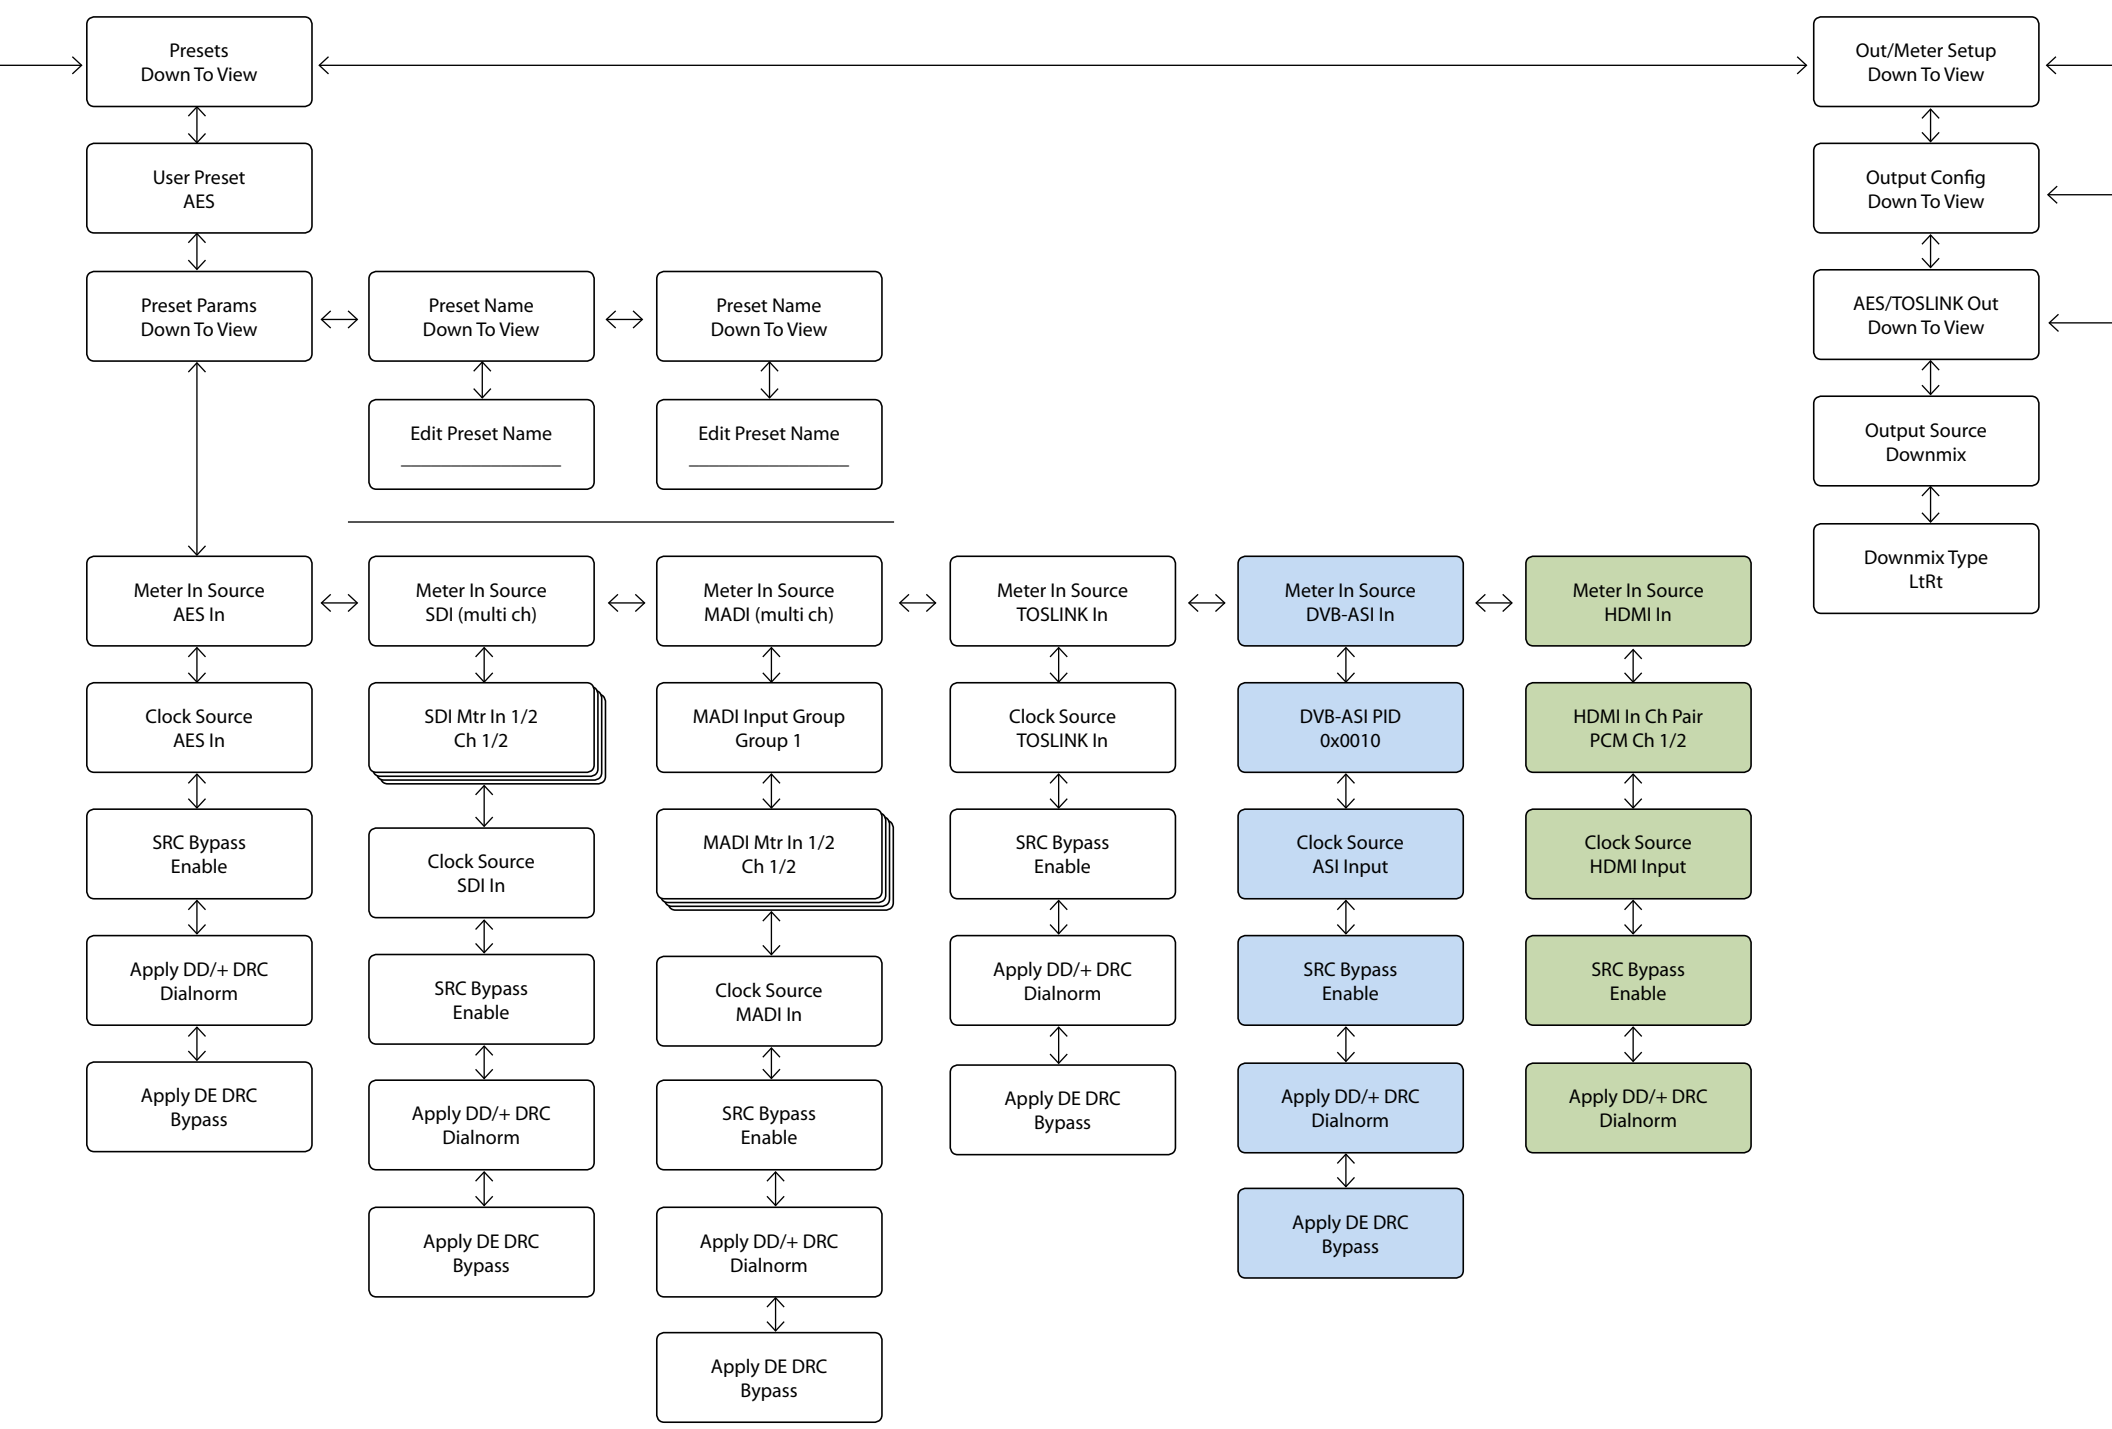 Presets
Down To View
Out/Meter Setup
Down To View
User Preset
AES
Output Config
Down To View
Preset Params
Down To View
Preset Name
Down To View
Preset Name
Down To View
AES/TOSLINK Out
Down To View
Edit Preset Name
Edit Preset Name
Output Source
Downmix
Downmix Type
LtRt
Meter In Source
AES In
Clock Source
AES In
SRC Bypass
Enable
Apply DD/+ DRC
Dialnorm
Apply DE DRC
Bypass
Meter In Source
SDI (multi ch)
SDI Mtr In 1/2
Ch 1/2
Clock Source
SDI In
SRC Bypass
Enable
Apply DD/+ DRC
Dialnorm
Apply DE DRC
Bypass
Meter In Source
MADI (multi ch)
MADI Input Group
Group 1
MADI Mtr In 1/2
Ch 1/2
Clock Source
MADI In
SRC Bypass
Enable
Apply DD/+ DRC
Dialnorm
Apply DE DRC
Bypass
Meter In Source
TOSLINK In
Clock Source
TOSLINK In
SRC Bypass
Enable
Apply DD/+ DRC
Dialnorm
Apply DE DRC
Bypass
Meter In Source
DVB-ASI In
DVB-ASI PID
0x0010
Clock Source
ASI Input
SRC Bypass
Enable
Apply DD/+ DRC
Dialnorm
Apply DE DRC
Bypass
Meter In Source
HDMI In
HDMI In Ch Pair
PCM Ch 1/2
Clock Source
HDMI Input
SRC Bypass
Enable
Apply DD/+ DRC
Dialnorm